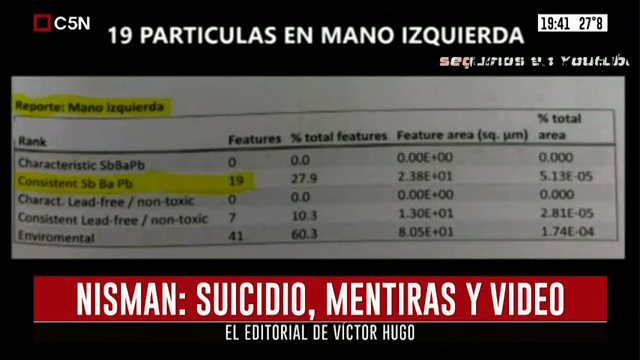 C5N
19 PARTICULAS EN MANO IZQUIERDA
19:41 27°8
seguinos en Youtube
Reporte: Mano izquierda
Rank Features % total features Feature area (sq. µm) % total area
Characteristic SbBaPb 0 0.0 0.00E+00 0.000
Consistent Sb Ba Pb 19 27.9 2.38E+01 5.13E-05
Charact. Lead-free / non-toxic 0 0.0 0.00E+00 0.000
Consistent Lead-free / non-toxic 7 10.3 1.30E+01 2.81E-05
Enviromental 41 60.3 8.05E+01 1.74E-04
NISMAN: SUICIDIO, MENTIRAS Y VIDEO
EL EDITORIAL DE VÍCTOR HUGO